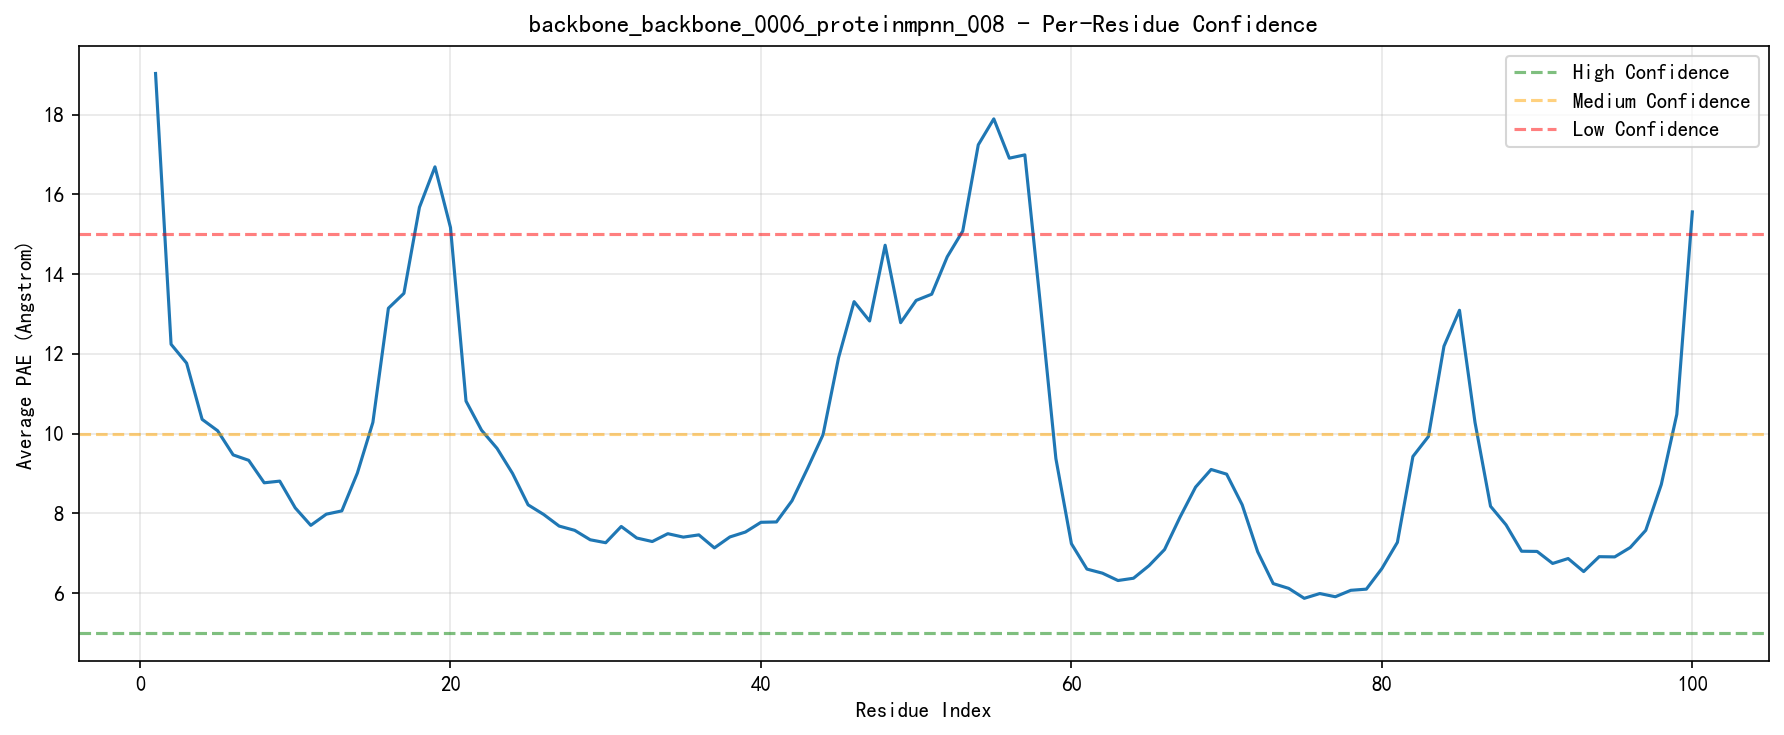 backbone_backbone_0006_proteinmpnn_008 - Per-Residue Confidence
High Confidence
Medium Confidence
Low Confidence
Average PAE (Angstrom)
18
16
14
12
10
8
6
0 20 40 60 80 100
Residue Index